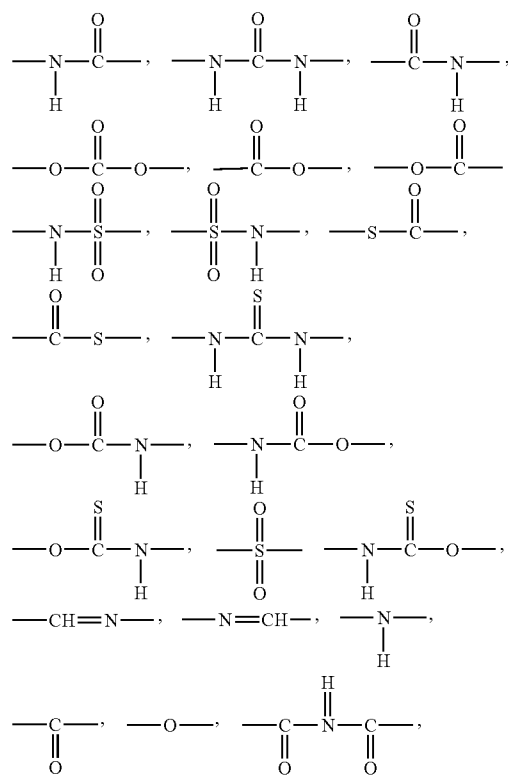 O O O
—N—C—, —N—C—N—, —C—N—,
H H H H
O O O
—O—C—O—, —C—O—, —O—C—
O O O
—N—S—, —S—N—, —S—C—,
H O O H
O S
—C—S—, —N—C—N—,
H H
O O
—O—C—N—, —N—C—O—,
H H
S O S
—O—C—N—, —S— —N—C—O—,
H O H
—CH=N—, —N=CH—, —N—,
H
H
—C—, —O—, —C—N—C—,
O O O